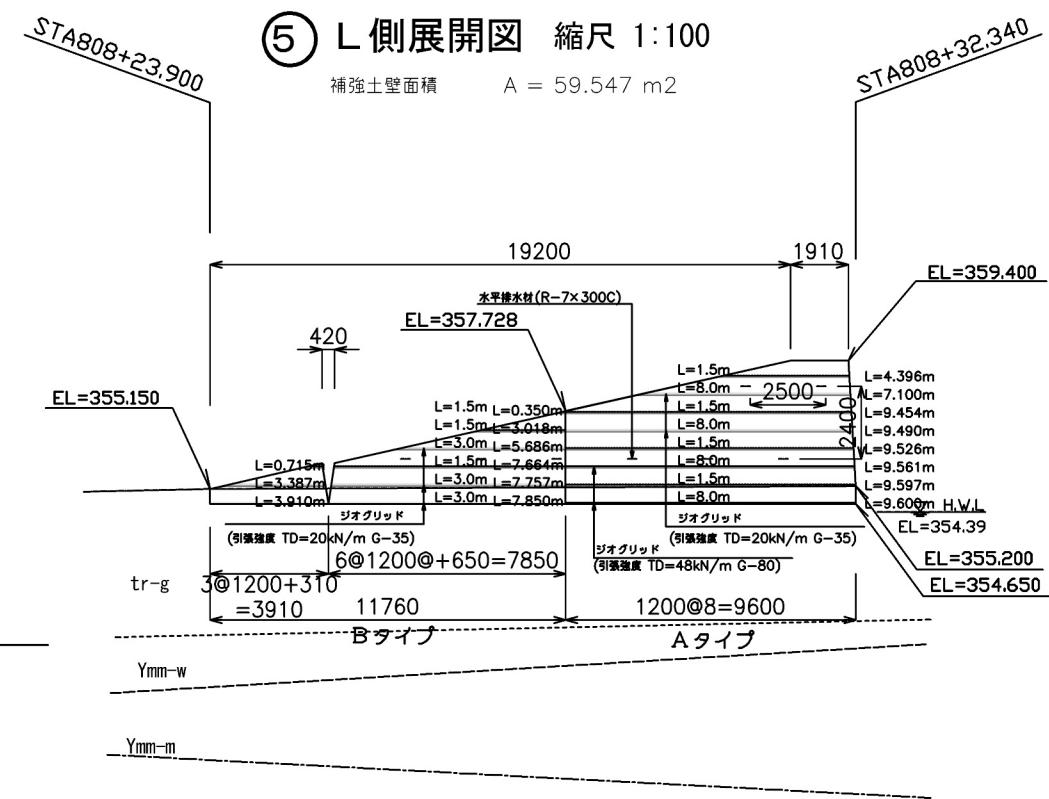 ⑤ L側展開図 縮尺 1:100
補強土壁面積 A = 59.547 m2
STA808+23.900
STA808+32.340
19200
1910
EL=359.400
水平排水材(R-7×300C)
EL=357.728
420
EL=355.150
L=1.5m
L=8.0m
L=1.5m
L=8.0m
L=1.5m
L=8.0m
L=1.5m
L=8.0m
2500
2400
L=4.396m
L=7.100m
L=9.454m
L=9.490m
L=9.526m
L=9.561m
L=9.597m
L=9.600m
L=1.5m L=0.350m
L=1.5m L=3.018m
L=3.0m L=5.686m
L=1.5m L=7.664m
L=3.0m L=7.757m
L=3.0m L=7.850m
L=0.715m
L=3.387m
L=3.910m
H.W.L
EL=354.39
ジオグリッド
(引張強度 TD=20kN/m G-35)
ジオグリッド
(引張強度 TD=48kN/m G-80)
ジオグリッド
(引張強度 TD=20kN/m G-35)
EL=355.200
EL=354.650
6@1200@+650=7850
tr-g
3@1200+310
=3910
11760
1200@8=9600
Bタイプ
Aタイプ
Ymm-w
Ymm-m